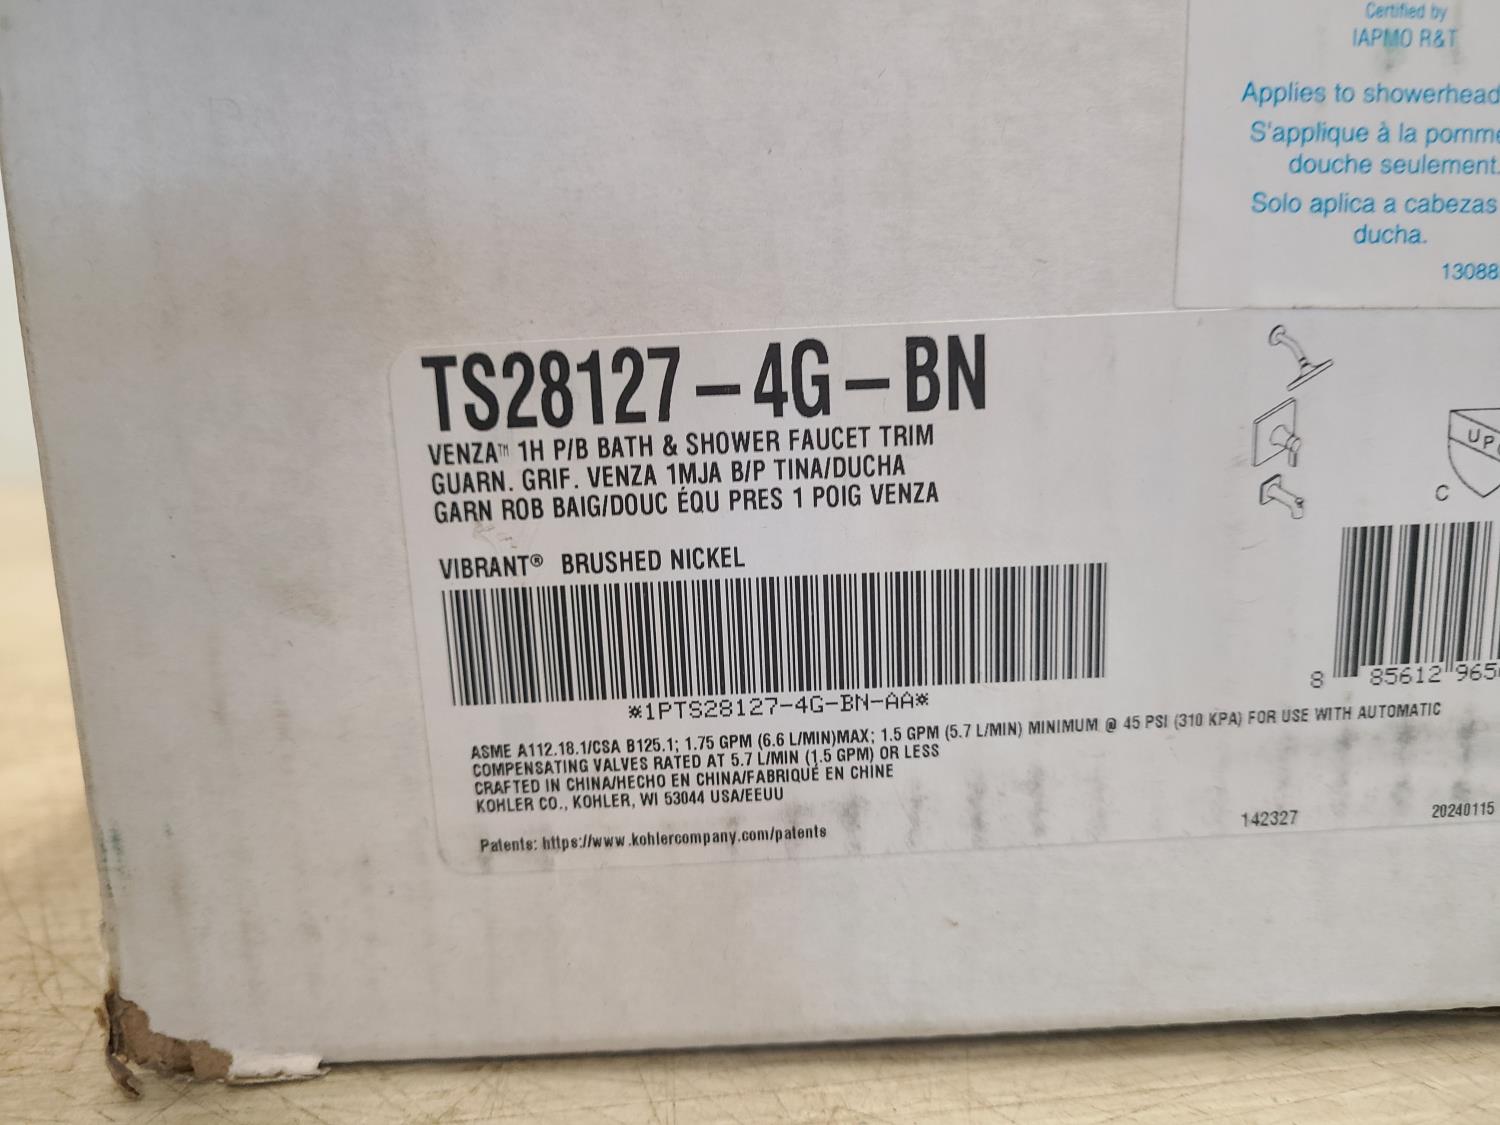 Certified by
IAPMO R&T
Applies to showerhead
S'applique à la pomme
douche seulement.
Solo aplica a cabezas
ducha.
13088
TS28127-4G-BN
VENZA™ 1H P/B BATH & SHOWER FAUCET TRIM
GUARN. GRIF. VENZA 1MJA B/P TINA/DUCHA
GARN ROB BAIG/DOUC ÉQU PRES 1 POIG VENZA
VIBRANT® BRUSHED NICKEL
*1PTS28127-4G-BN-AA*
UP
C
8 85612 965
ASME A112.18.1/CSA B125.1; 1.75 GPM (6.6 L/MIN)MAX; 1.5 GPM (5.7 L/MIN) MINIMUM @ 45 PSI (310 KPA) FOR USE WITH AUTOMATIC
COMPENSATING VALVES RATED AT 5.7 L/MIN (1.5 GPM) OR LESS
CRAFTED IN CHINA/HECHO EN CHINA/FABRIQUÉ EN CHINE
KOHLER CO., KOHLER, WI 53044 USA/EEUU
Patents: https://www.kohlercompany.com/patents
142327
20240115